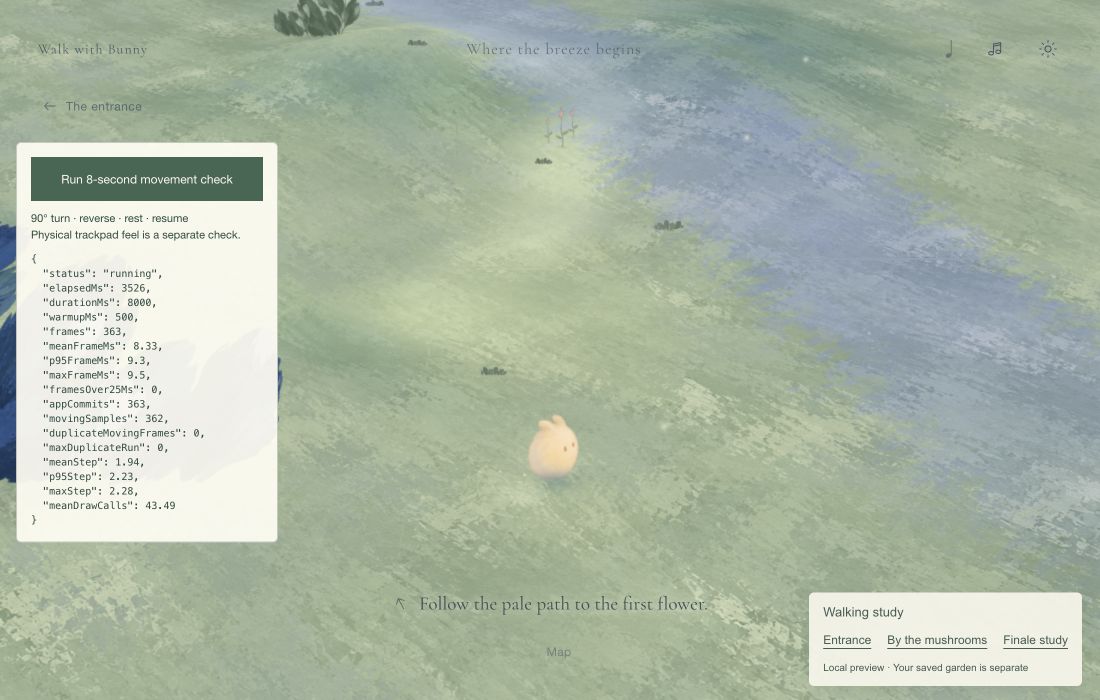 Walk with Bunny
Where the breeze begins
← The entrance
Run 8-second movement check
90° turn · reverse · rest · resume
Physical trackpad feel is a separate check.
{
  "status": "running",
  "elapsedMs": 3526,
  "durationMs": 8000,
  "warmupMs": 500,
  "frames": 363,
  "meanFrameMs": 8.33,
  "p95FrameMs": 9.3,
  "maxFrameMs": 9.5,
  "framesOver25Ms": 0,
  "appCommits": 363,
  "movingSamples": 362,
  "duplicateMovingFrames": 0,
  "maxDuplicateRun": 0,
  "meanStep": 1.94,
  "p95Step": 2.23,
  "maxStep": 2.28,
  "meanDrawCalls": 43.49
}
↖ Follow the pale path to the first flower.
Map
Walking study
Entrance By the mushrooms Finale study
Local preview · Your saved garden is separate